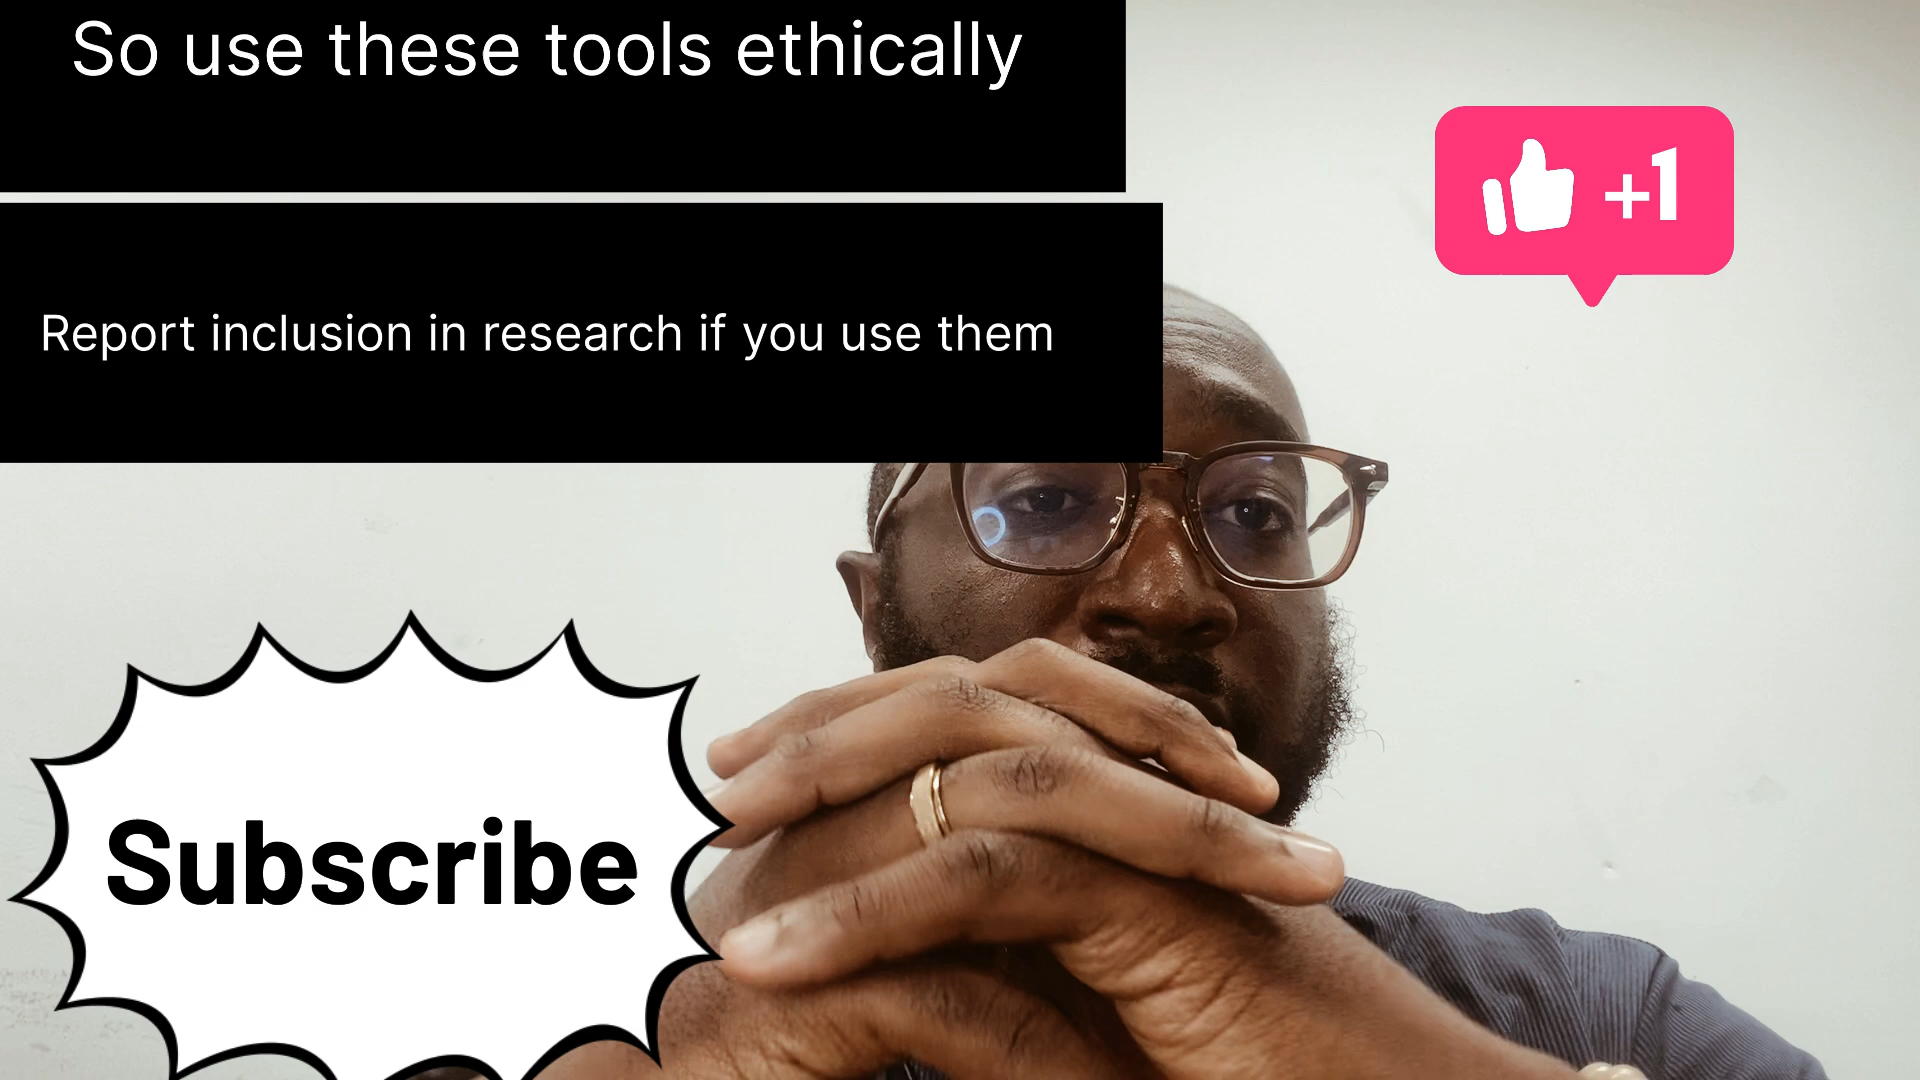 So use these tools ethically
+1
Report inclusion in research if you use them
Subscribe